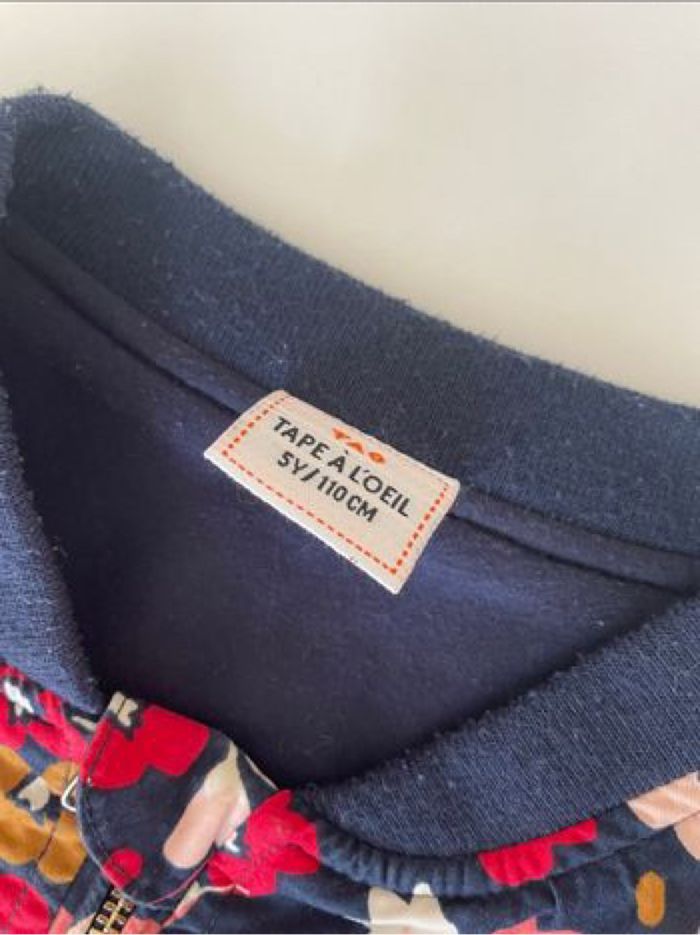 TAO
TAPE À L'OEIL
5Y/110CM